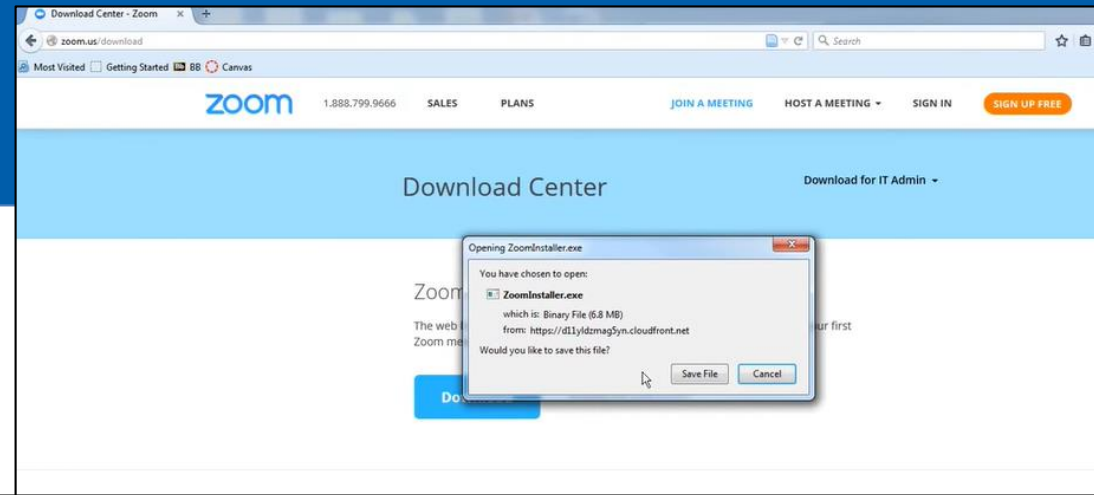 Download Center - Zoom
zoom.us/download
Search
Most Visited Getting Started BB Canvas
zoom 1.888.799.9666 SALES PLANS JOIN A MEETING HOST A MEETING SIGN IN SIGN UP FREE
Download Center Download for IT Admin
Opening ZoomInstaller.exe
You have chosen to open:
ZoomInstaller.exe
which is: Binary File (6.8 MB)
from: https://d11yldzmag5yn.cloudfront.net
Would you like to save this file?
Save File Cancel
Zoom
The web ur first
Zoom me
Do